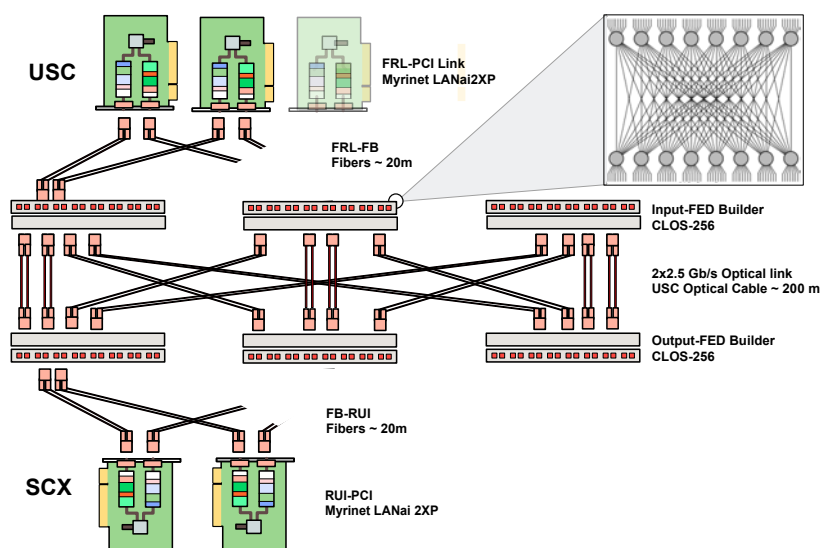 USC
FRL-PCI Link
Myrinet LANai2XP
FRL-FB
Fibers ~ 20m
Input-FED Builder
CLOS-256
2x2.5 Gb/s Optical link
USC Optical Cable ~ 200 m
Output-FED Builder
CLOS-256
FB-RUI
Fibers ~ 20m
SCX
RUI-PCI
Myrinet LANai 2XP